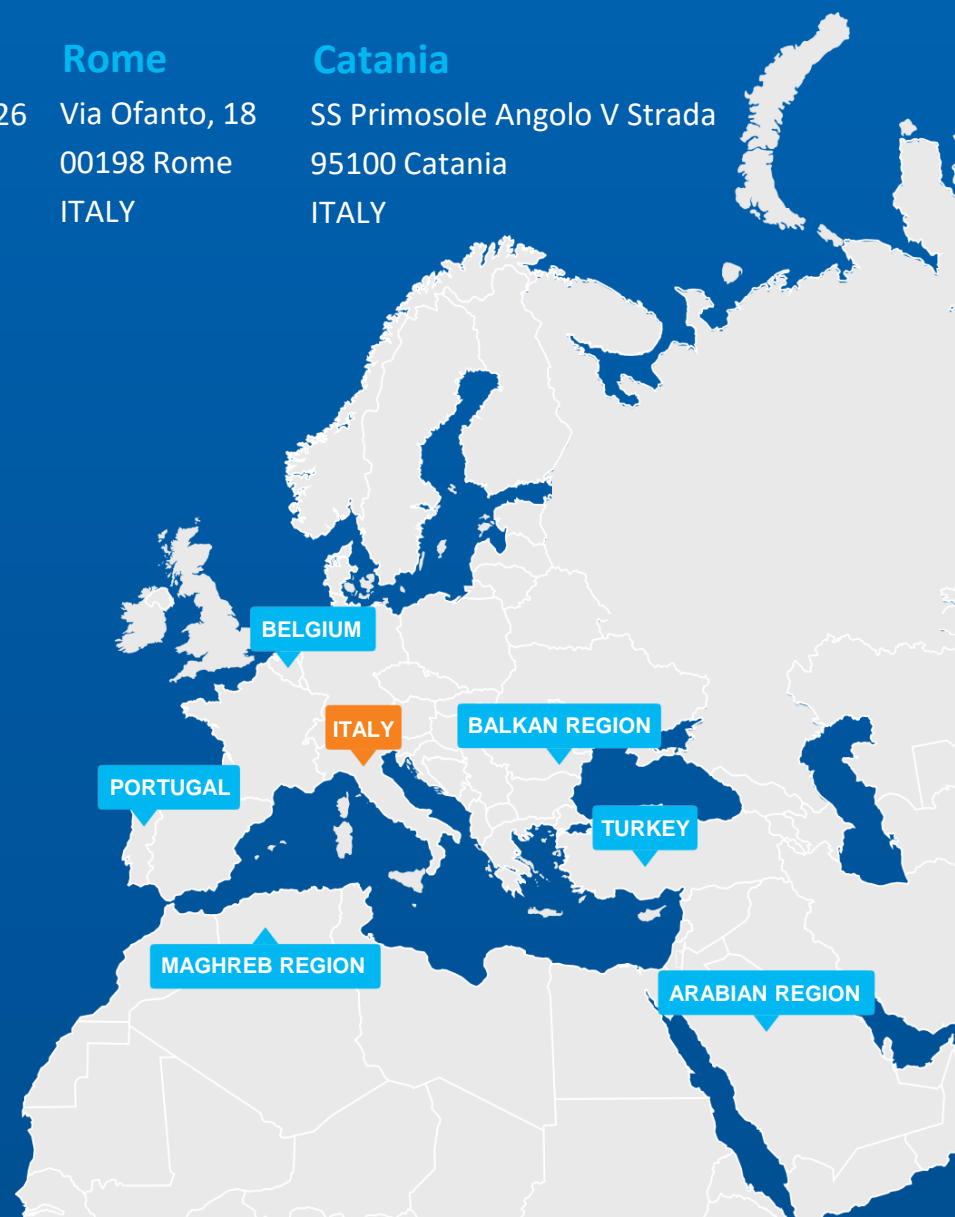 Rome
Catania
26
Via Ofanto, 18
SS Primosole Angolo V Strada
00198 Rome
95100 Catania
ITALY
ITALY
BELGIUM
ITALY
BALKAN REGION
PORTUGAL
TURKEY
MAGHREB REGION
ARABIAN REGION